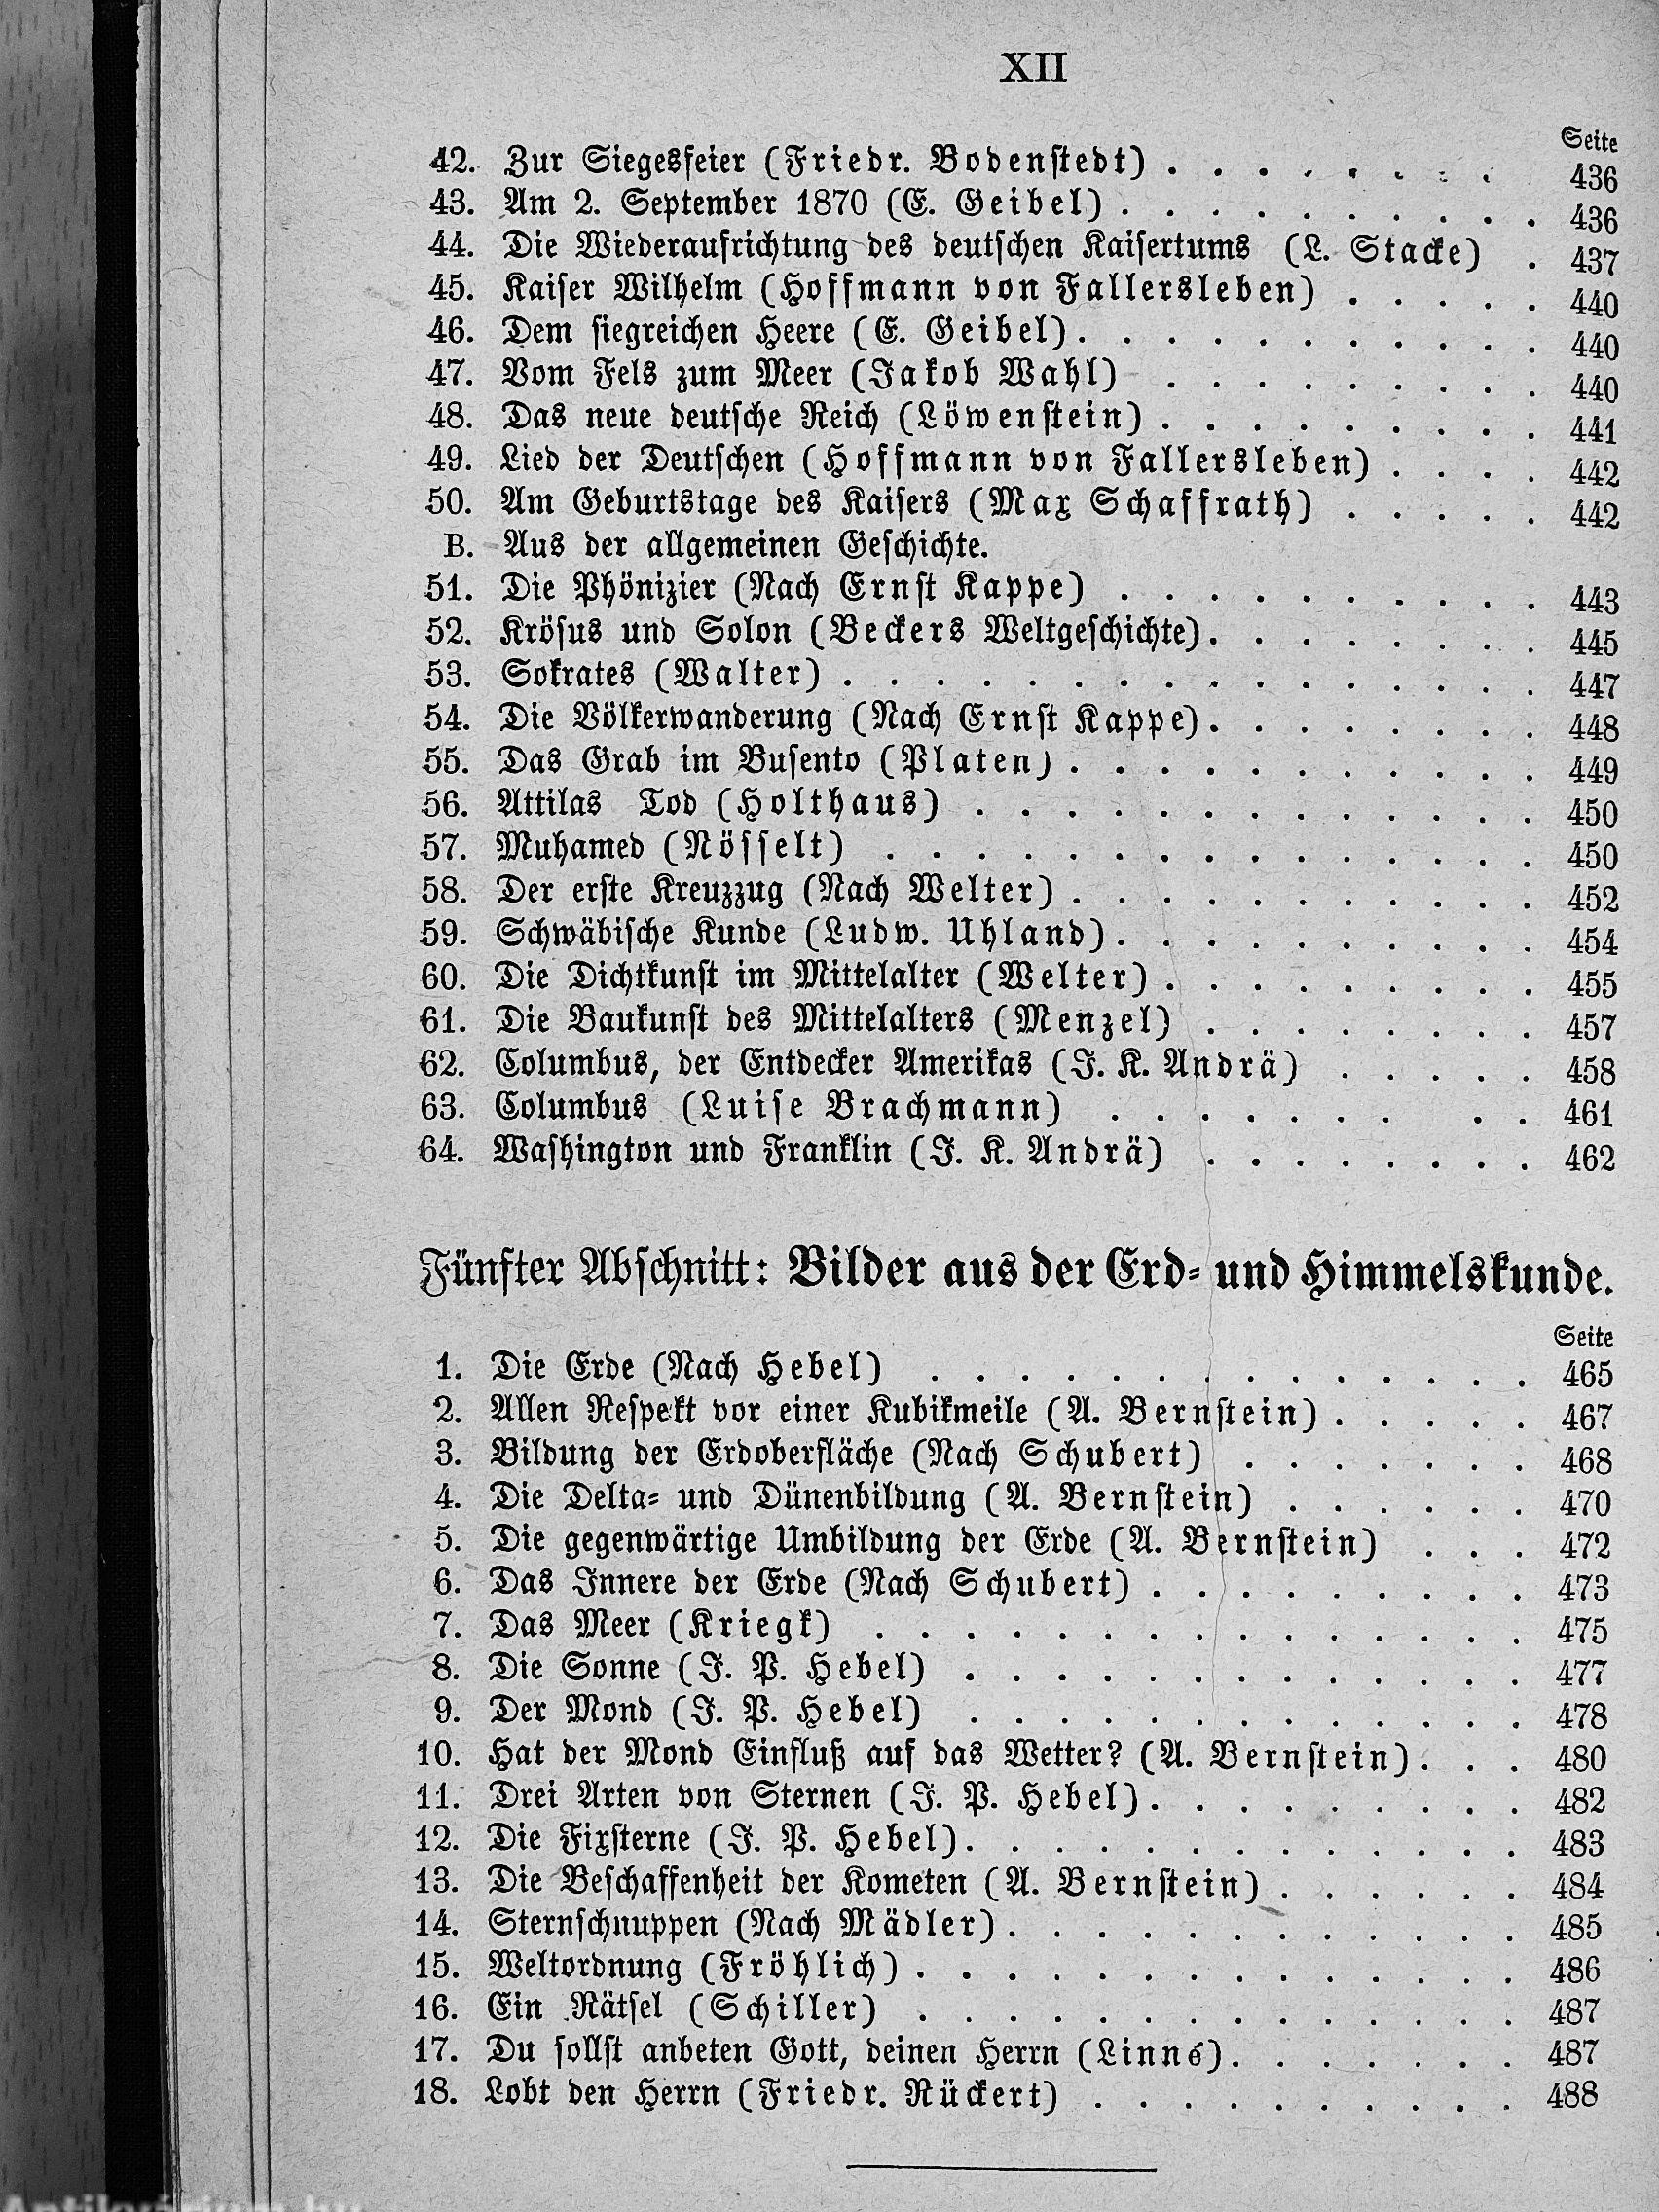 XII
Seite
42. Zur Siegesfeier (Friedr. Bodenstedt) . . . . . . . . 436
43. Am 2. September 1870 (E. Geibel) . . . . . . . . . . 436
44. Die Wiederaufrichtung des deutschen Kaisertums (L. Stacke) . 437
45. Kaiser Wilhelm (Hoffmann von Fallersleben) . . . . . 440
46. Dem siegreichen Heere (E. Geibel) . . . . . . . . . . . 440
47. Vom Fels zum Meer (Jakob Wahl) . . . . . . . . . 440
48. Das neue deutsche Reich (Löwenstein) . . . . . . . . . 441
49. Lied der Deutschen (Hoffmann von Fallersleben) . . . . 442
50. Am Geburtstage des Kaisers (Max Schaffrath) . . . . . 442
B. Aus der allgemeinen Geschichte.
51. Die Phönizier (Nach Ernst Kappe) . . . . . . . . . . 443
52. Krösus und Solon (Beckers Weltgeschichte) . . . . . . . . 445
53. Sokrates (Walter) . . . . . . . . . . . . . . . . 447
54. Die Völkerwanderung (Nach Ernst Kappe) . . . . . . . . 448
55. Das Grab im Busento (Platen) . . . . . . . . . . . 449
56. Attilas Tod (Holthaus) . . . . . . . . . . . . . 450
57. Muhamed (Nösselt) . . . . . . . . . . . . . . . 450
58. Der erste Kreuzzug (Nach Welter) . . . . . . . . . . . 452
59. Schwäbische Kunde (Ludw. Uhland) . . . . . . . . . . 454
60. Die Dichtkunst im Mittelalter (Welter) . . . . . . . . . 455
61. Die Baukunst des Mittelalters (Menzel) . . . . . . . . 457
62. Columbus, der Entdecker Amerikas (J. K. Andrä) . . . . . 458
63. Columbus (Luise Brachmann) . . . . . . . . . 461
64. Washington und Franklin (J. K. Andrä) . . . . . . . . 462
Fünfter Abschnitt: Bilder aus der Erd- und Himmelskunde.
Seite
1. Die Erde (Nach Hebel) . . . . . . . . . . . . . . 465
2. Allen Respekt vor einer Kubikmeile (A. Bernstein) . . . . . 467
3. Bildung der Erdoberfläche (Nach Schubert) . . . . . . . 468
4. Die Delta- und Dünenbildung (A. Bernstein) . . . . . . 470
5. Die gegenwärtige Umbildung der Erde (A. Bernstein) . . . 472
6. Das Innere der Erde (Nach Schubert) . . . . . . . . . 473
7. Das Meer (Kriegk) . . . . . . . . . . . . . . . 475
8. Die Sonne (J. P. Hebel) . . . . . . . . . . . . . 477
9. Der Mond (J. P. Hebel) . . . . . . . . . . . . . 478
10. Hat der Mond Einfluß auf das Wetter? (A. Bernstein) . . . 480
11. Drei Arten von Sternen (J. P. Hebel) . . . . . . . . . 482
12. Die Fixsterne (J. P. Hebel) . . . . . . . . . . . . . 483
13. Die Beschaffenheit der Kometen (A. Bernstein) . . . . . . 484
14. Sternschnuppen (Nach Mädler) . . . . . . . . . . . . 485
15. Weltordnung (Fröhlich) . . . . . . . . . . . . . . 486
16. Ein Rätsel (Schiller) . . . . . . . . . . . . . . 487
17. Du sollst anbeten Gott, deinen Herrn (Linné) . . . . . . . 487
18. Lobt den Herrn (Friedr. Rückert) . . . . . . . . . . 488